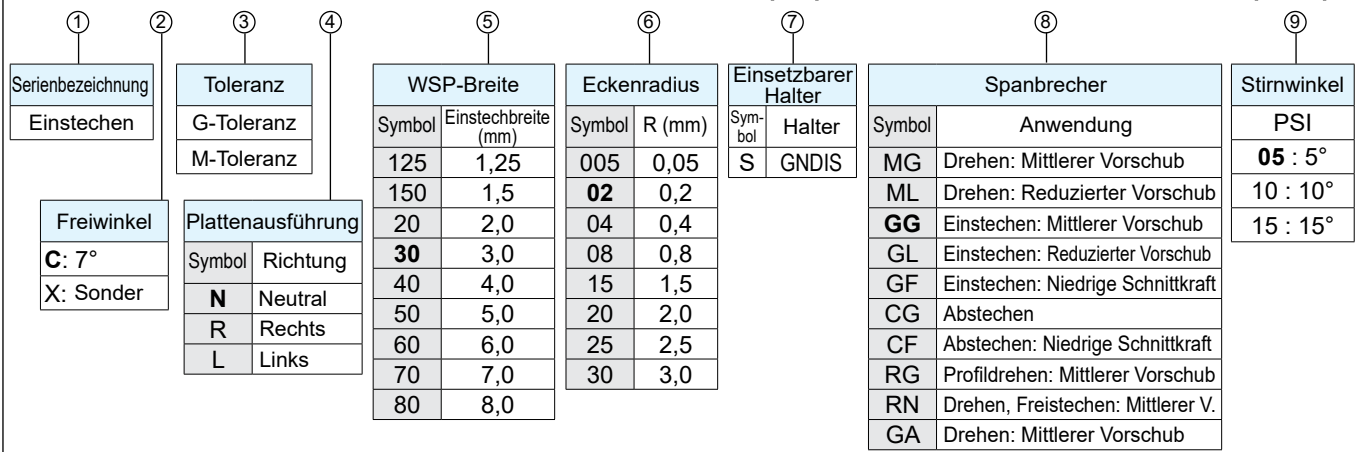 ① ② ③ ④ ⑤ ⑥ ⑦ ⑧ ⑨
Serienbezeichnung
Einstechen
Freiwinkel
C: 7°
X: Sonder
Toleranz
G-Toleranz
M-Toleranz
Plattenausführung
Symbol Richtung
N Neutral
R Rechts
L Links
WSP-Breite
Symbol Einstechbreite
(mm)
125 1,25
150 1,5
20 2,0
30 3,0
40 4,0
50 5,0
60 6,0
70 7,0
80 8,0
Eckenradius
Symbol R (mm)
005 0,05
02 0,2
04 0,4
08 0,8
15 1,5
20 2,0
25 2,5
30 3,0
Einsetzbarer
Halter
Sym-
bol Halter
S GNDIS
Spanbrecher
Symbol Anwendung
MG Drehen: Mittlerer Vorschub
ML Drehen: Reduzierter Vorschub
GG Einstechen: Mittlerer Vorschub
GL Einstechen: Reduzierter Vorschub
GF Einstechen: Niedrige Schnittkraft
CG Abstechen
CF Abstechen: Niedrige Schnittkraft
RG Profildrehen: Mittlerer Vorschub
RN Drehen, Freistechen: Mittlerer V.
GA Drehen: Mittlerer Vorschub
Stirnwinkel
PSI
05 : 5°
10 : 10°
15 : 15°